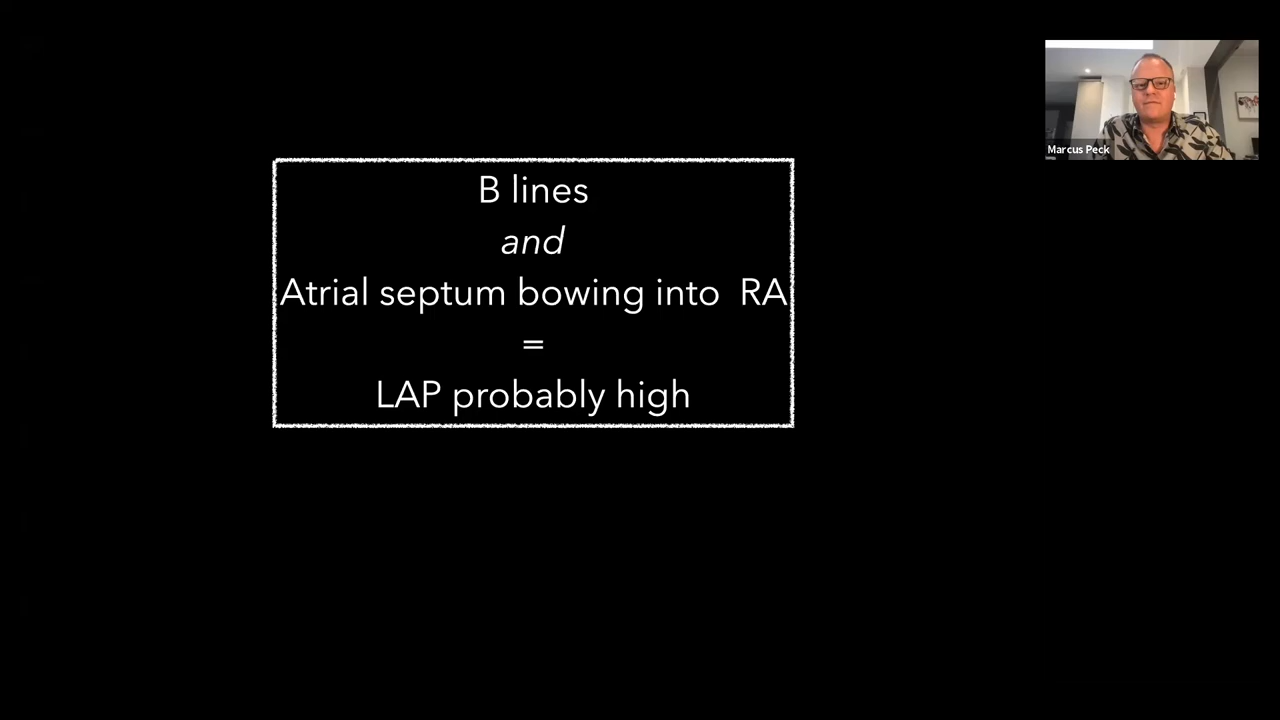 B lines
and
Atrial septum bowing into RA
=
LAP probably high
Marcus Peck